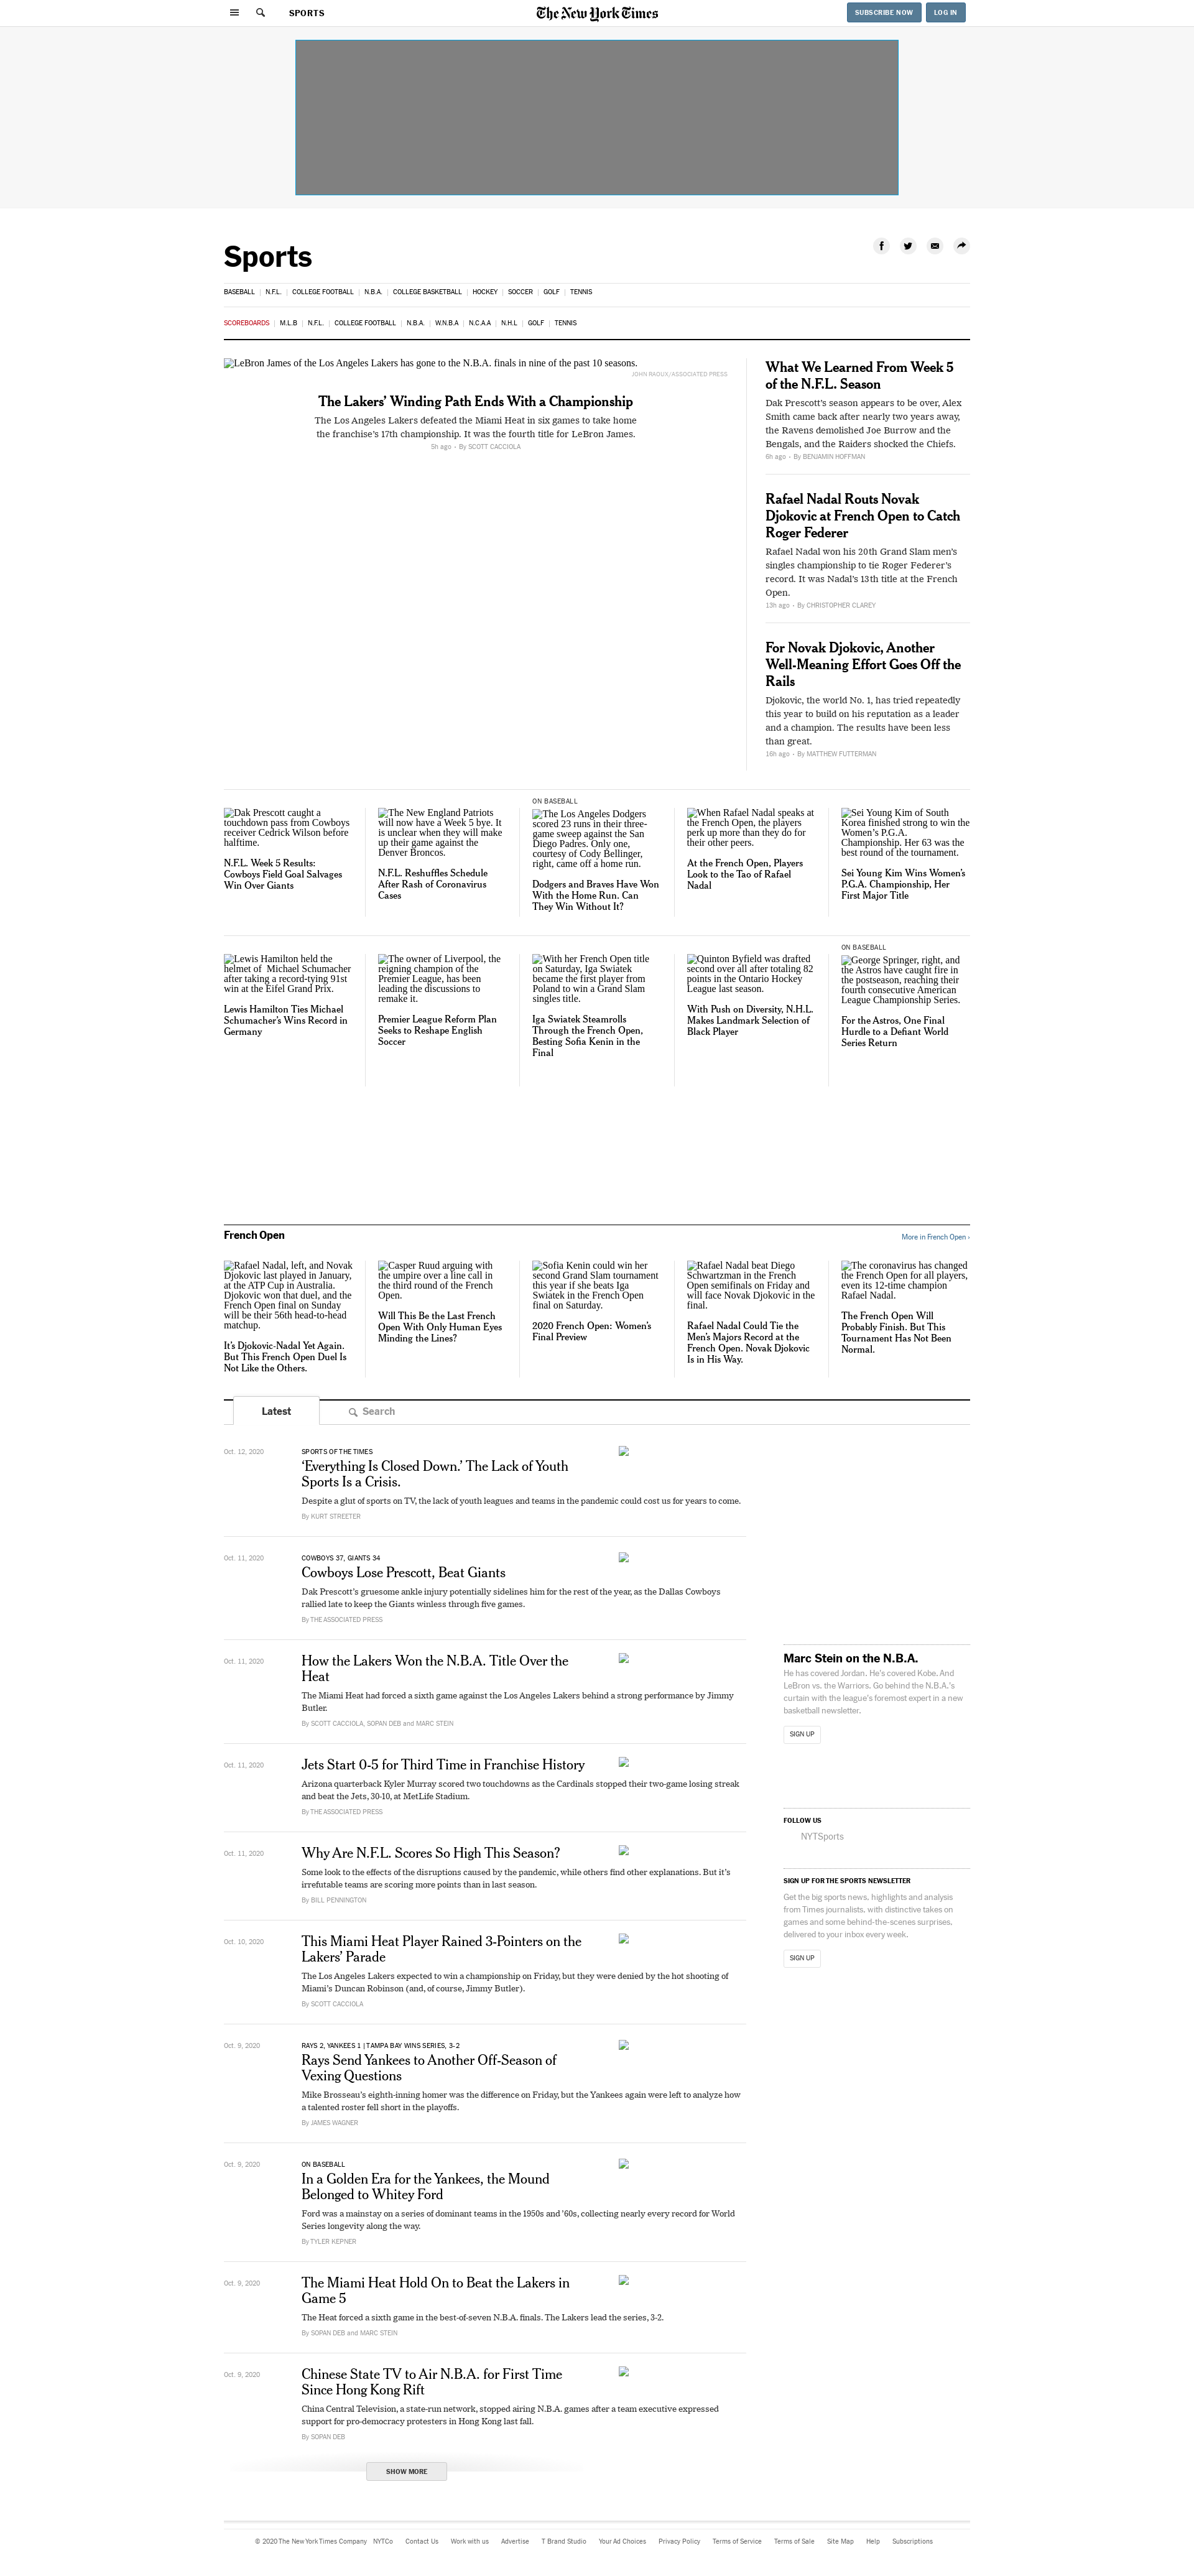 SPORTS
The New York Times
SUBSCRIBE NOW
LOG IN
Sports
BASEBALL | N.F.L. | COLLEGE FOOTBALL | N.B.A. | COLLEGE BASKETBALL | HOCKEY | SOCCER | GOLF | TENNIS
SCOREBOARDS | M.L.B | N.F.L. | COLLEGE FOOTBALL | N.B.A. | W.N.B.A | N.C.A.A | N.H.L | GOLF | TENNIS
LeBron James of the Los Angeles Lakers has gone to the N.B.A. finals in nine of the past 10 seasons.
JOHN RAOUX/ASSOCIATED PRESS
The Lakers’ Winding Path Ends With a Championship
The Los Angeles Lakers defeated the Miami Heat in six games to take home
the franchise’s 17th championship. It was the fourth title for LeBron James.
5h ago • By SCOTT CACCIOLA
What We Learned From Week 5
of the N.F.L. Season
Dak Prescott’s season appears to be over, Alex
Smith came back after nearly two years away,
the Ravens demolished Joe Burrow and the
Bengals, and the Raiders shocked the Chiefs.
6h ago • By BENJAMIN HOFFMAN
Rafael Nadal Routs Novak
Djokovic at French Open to Catch
Roger Federer
Rafael Nadal won his 20th Grand Slam men’s
singles championship to tie Roger Federer’s
record. It was Nadal’s 13th title at the French
Open.
13h ago • By CHRISTOPHER CLAREY
For Novak Djokovic, Another
Well-Meaning Effort Goes Off the
Rails
Djokovic, the world No. 1, has tried repeatedly
this year to build on his reputation as a leader
and a champion. The results have been less
than great.
16h ago • By MATTHEW FUTTERMAN
Dak Prescott caught a
touchdown pass from Cowboys
receiver Cedrick Wilson before
halftime.
N.F.L. Week 5 Results:
Cowboys Field Goal Salvages
Win Over Giants
The New England Patriots
will now have a Week 5 bye. It
is unclear when they will make
up their game against the
Denver Broncos.
N.F.L. Reshuffles Schedule
After Rash of Coronavirus
Cases
ON BASEBALL
The Los Angeles Dodgers
scored 23 runs in their three-
game sweep against the San
Diego Padres. Only one,
courtesy of Cody Bellinger,
right, came off a home run.
Dodgers and Braves Have Won
With the Home Run. Can
They Win Without It?
When Rafael Nadal speaks at
the French Open, the players
perk up more than they do for
their other peers.
At the French Open, Players
Look to the Tao of Rafael
Nadal
Sei Young Kim of South
Korea finished strong to win the
Women’s P.G.A.
Championship. Her 63 was the
best round of the tournament.
Sei Young Kim Wins Women’s
P.G.A. Championship, Her
First Major Title
Lewis Hamilton held the
helmet of Michael Schumacher
after taking a record-tying 91st
win at the Eifel Grand Prix.
Lewis Hamilton Ties Michael
Schumacher’s Wins Record in
Germany
The owner of Liverpool, the
reigning champion of the
Premier League, has been
leading the discussions to
remake it.
Premier League Reform Plan
Seeks to Reshape English
Soccer
With her French Open title
on Saturday, Iga Swiatek
became the first player from
Poland to win a Grand Slam
singles title.
Iga Swiatek Steamrolls
Through the French Open,
Besting Sofia Kenin in the
Final
Quinton Byfield was drafted
second over all after totaling 82
points in the Ontario Hockey
League last season.
With Push on Diversity, N.H.L.
Makes Landmark Selection of
Black Player
ON BASEBALL
George Springer, right, and
the Astros have caught fire in
the postseason, reaching their
fourth consecutive American
League Championship Series.
For the Astros, One Final
Hurdle to a Defiant World
Series Return
French Open
More in French Open ›
Rafael Nadal, left, and Novak
Djokovic last played in January,
at the ATP Cup in Australia.
Djokovic won that duel, and the
French Open final on Sunday
will be their 56th head-to-head
matchup.
It’s Djokovic-Nadal Yet Again.
But This French Open Duel Is
Not Like the Others.
Casper Ruud arguing with
the umpire over a line call in
the third round of the French
Open.
Will This Be the Last French
Open With Only Human Eyes
Minding the Lines?
Sofia Kenin could win her
second Grand Slam tournament
this year if she beats Iga
Swiatek in the French Open
final on Saturday.
2020 French Open: Women’s
Final Preview
Rafael Nadal beat Diego
Schwartzman in the French
Open semifinals on Friday and
will face Novak Djokovic in the
final.
Rafael Nadal Could Tie the
Men’s Majors Record at the
French Open. Novak Djokovic
Is in His Way.
The coronavirus has changed
the French Open for all players,
even its 12-time champion
Rafael Nadal.
The French Open Will
Probably Finish. But This
Tournament Has Not Been
Normal.
Latest
Search
Oct. 12, 2020
SPORTS OF THE TIMES
‘Everything Is Closed Down.’ The Lack of Youth
Sports Is a Crisis.
Despite a glut of sports on TV, the lack of youth leagues and teams in the pandemic could cost us for years to come.
By KURT STREETER
Oct. 11, 2020
COWBOYS 37, GIANTS 34
Cowboys Lose Prescott, Beat Giants
Dak Prescott’s gruesome ankle injury potentially sidelines him for the rest of the year, as the Dallas Cowboys
rallied late to keep the Giants winless through five games.
By THE ASSOCIATED PRESS
Oct. 11, 2020
How the Lakers Won the N.B.A. Title Over the
Heat
The Miami Heat had forced a sixth game against the Los Angeles Lakers behind a strong performance by Jimmy
Butler.
By SCOTT CACCIOLA, SOPAN DEB and MARC STEIN
Oct. 11, 2020
Jets Start 0-5 for Third Time in Franchise History
Arizona quarterback Kyler Murray scored two touchdowns as the Cardinals stopped their two-game losing streak
and beat the Jets, 30-10, at MetLife Stadium.
By THE ASSOCIATED PRESS
Oct. 11, 2020
Why Are N.F.L. Scores So High This Season?
Some look to the effects of the disruptions caused by the pandemic, while others find other explanations. But it’s
irrefutable teams are scoring more points than in last season.
By BILL PENNINGTON
Oct. 10, 2020
This Miami Heat Player Rained 3-Pointers on the
Lakers’ Parade
The Los Angeles Lakers expected to win a championship on Friday, but they were denied by the hot shooting of
Miami’s Duncan Robinson (and, of course, Jimmy Butler).
By SCOTT CACCIOLA
Oct. 9, 2020
RAYS 2, YANKEES 1 | TAMPA BAY WINS SERIES, 3-2
Rays Send Yankees to Another Off-Season of
Vexing Questions
Mike Brosseau’s eighth-inning homer was the difference on Friday, but the Yankees again were left to analyze how
a talented roster fell short in the playoffs.
By JAMES WAGNER
Oct. 9, 2020
ON BASEBALL
In a Golden Era for the Yankees, the Mound
Belonged to Whitey Ford
Ford was a mainstay on a series of dominant teams in the 1950s and ’60s, collecting nearly every record for World
Series longevity along the way.
By TYLER KEPNER
Oct. 9, 2020
The Miami Heat Hold On to Beat the Lakers in
Game 5
The Heat forced a sixth game in the best-of-seven N.B.A. finals. The Lakers lead the series, 3-2.
By SOPAN DEB and MARC STEIN
Oct. 9, 2020
Chinese State TV to Air N.B.A. for First Time
Since Hong Kong Rift
China Central Television, a state-run network, stopped airing N.B.A. games after a team executive expressed
support for pro-democracy protesters in Hong Kong last fall.
By SOPAN DEB
SHOW MORE
Marc Stein on the N.B.A.
He has covered Jordan. He’s covered Kobe. And
LeBron vs. the Warriors. Go behind the N.B.A.’s
curtain with the league’s foremost expert in a new
basketball newsletter.
SIGN UP
FOLLOW US
NYTSports
SIGN UP FOR THE SPORTS NEWSLETTER
Get the big sports news, highlights and analysis
from Times journalists, with distinctive takes on
games and some behind-the-scenes surprises,
delivered to your inbox every week.
SIGN UP
© 2020 The New York Times Company NYTCo Contact Us Work with us Advertise T Brand Studio Your Ad Choices Privacy Policy Terms of Service Terms of Sale Site Map Help Subscriptions